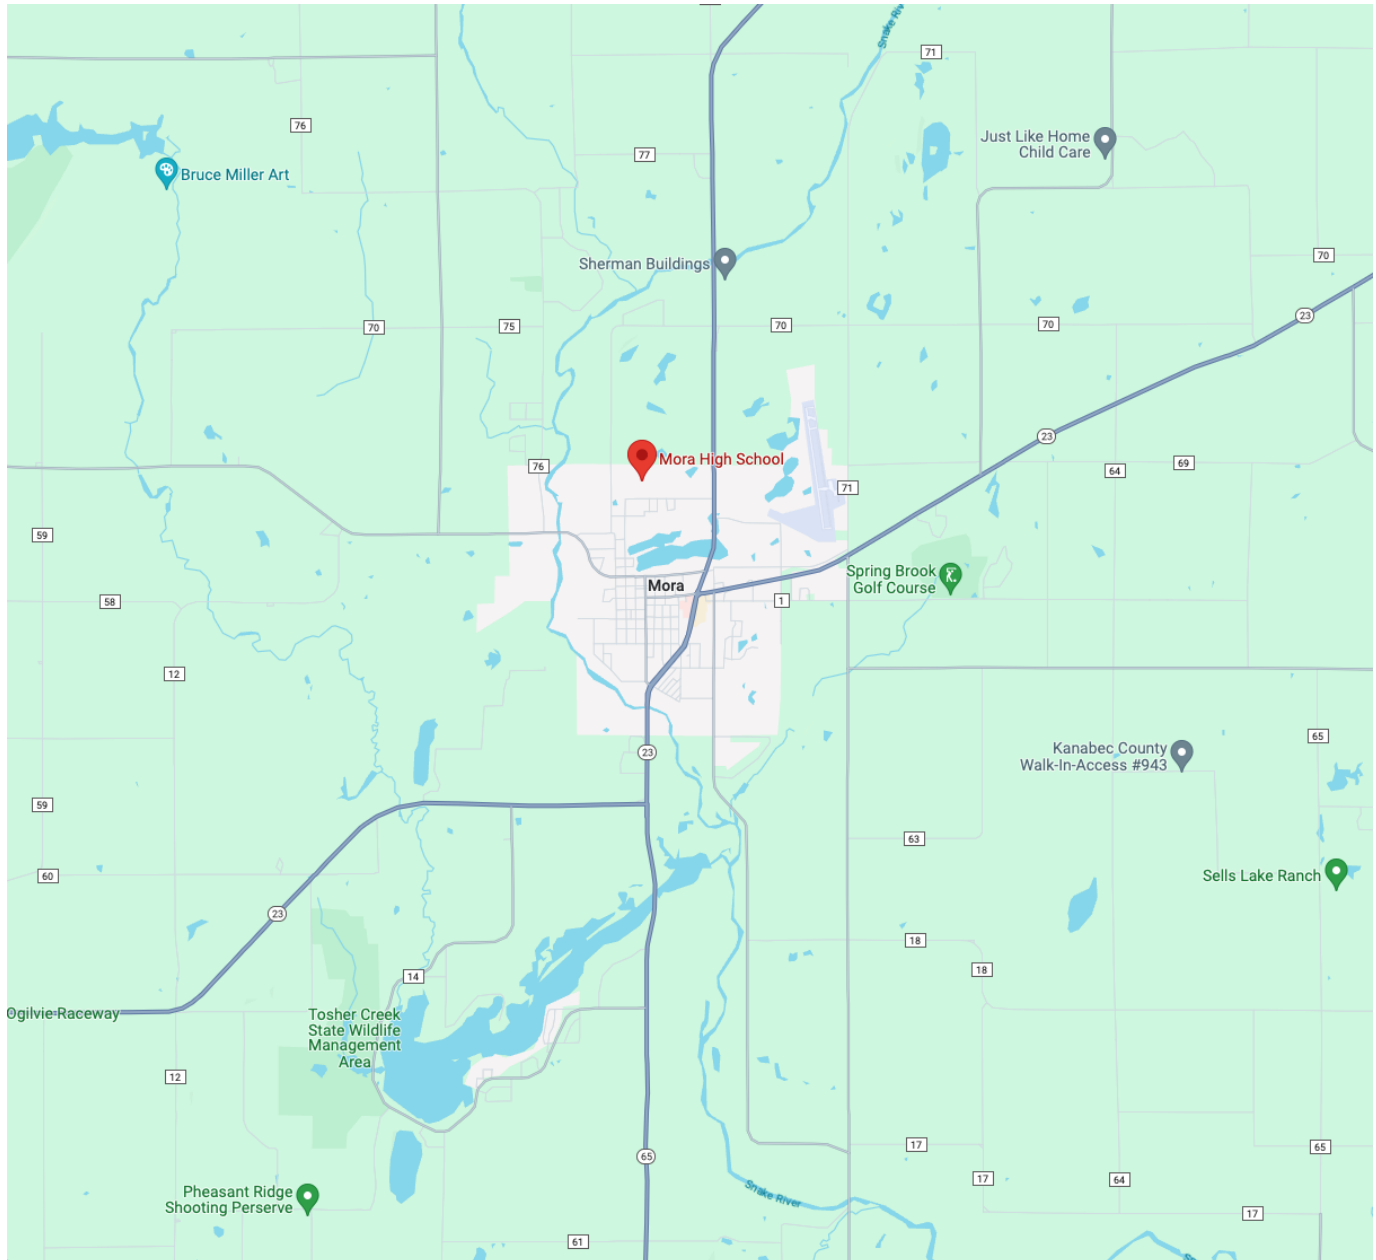 Snake Riv
71
76
Just Like Home
Child Care
77
Bruce Miller Art
Sherman Buildings
70
23
70
75
70
70
23
Mora High School
76
69
64
71
59
Spring Brook
Golf Course
Mora
58
1
12
65
23
Kanabec County
Walk-In-Access #943
59
63
60
Sells Lake Ranch
23
18
18
14
Ogilvie Raceway
Tosher Creek
State Wildlife
Management
Area
12
17
65
65
17
64
Pheasant Ridge
Shooting Perserve
Snake River
17
61